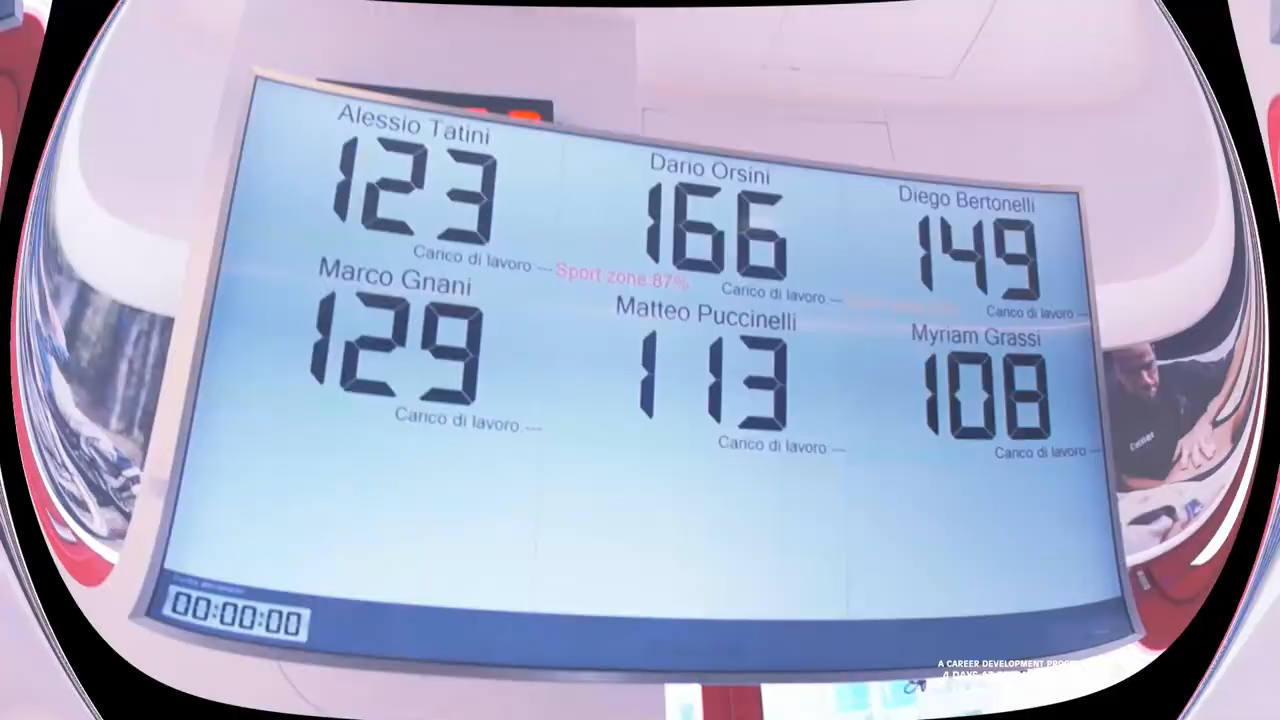 Alessio Tatini
123
Carico di lavoro ---
Dario Orsini
166
Carico di lavoro ---
Diego Bertonelli
149
Carico di lavoro ---
Sport zone 87%
Marco Gnani
129
Carico di lavoro ---
Matteo Puccinelli
113
Carico di lavoro ---
Myriam Grassi
108
Carico di lavoro ---
00:00:00
A CAREER DEVELOPMENT
4 DAYS